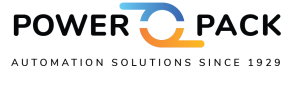 POWER PACK
AUTOMATION SOLUTIONS SINCE 1929